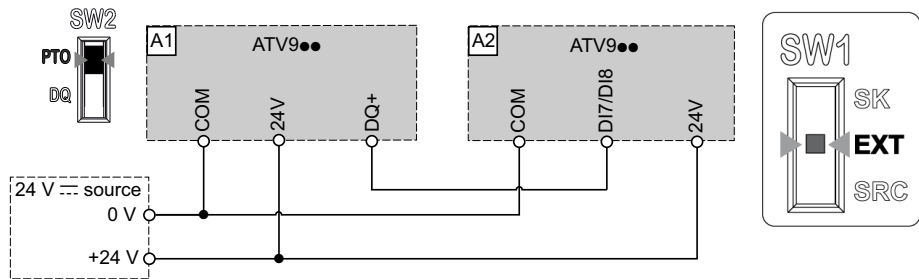 SW2
PTO
DQ
A1
ATV9●●
COM
24V
DQ+
A2
ATV9●●
COM
DI7/DI8
24V
SW1
SK
EXT
SRC
24 V ⎓ source
0 V
+24 V